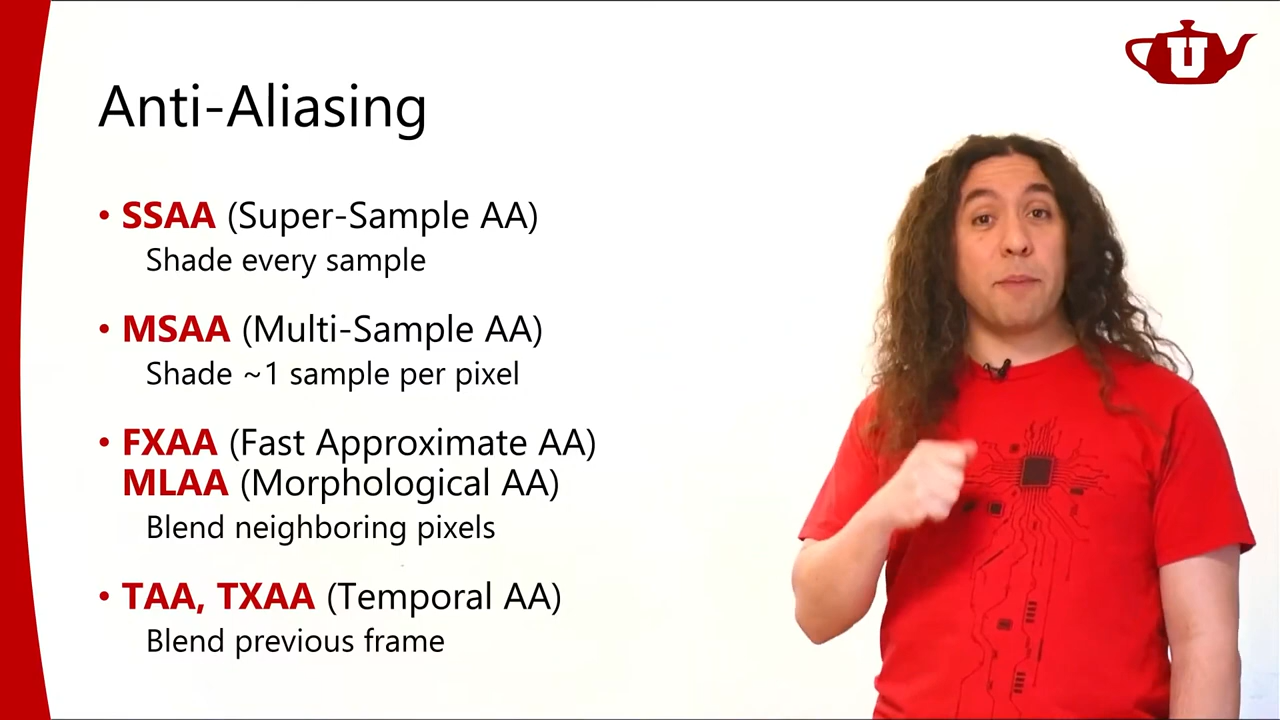 U
Anti-Aliasing
• SSAA (Super-Sample AA)
Shade every sample
• MSAA (Multi-Sample AA)
Shade ~1 sample per pixel
• FXAA (Fast Approximate AA)
MLAA (Morphological AA)
Blend neighboring pixels
• TAA, TXAA (Temporal AA)
Blend previous frame